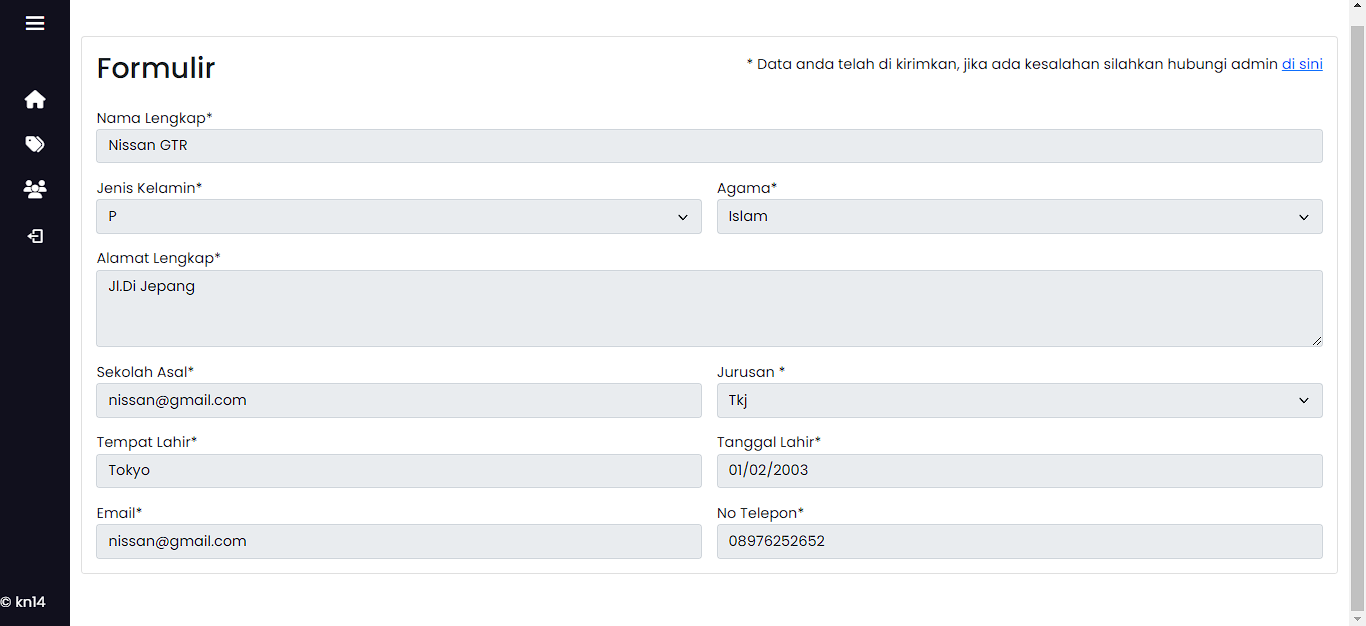 Formulir
* Data anda telah di kirimkan, jika ada kesalahan silahkan hubungi admin di sini
Nama Lengkap*
Nissan GTR
Jenis Kelamin*
Agama*
P
Islam
Alamat Lengkap*
Jl.Di Jepang
Sekolah Asal*
Jurusan *
nissan@gmail.com
Tkj
Tempat Lahir*
Tanggal Lahir*
Tokyo
01/02/2003
Email*
No Telepon*
nissan@gmail.com
08976252652
© kn14